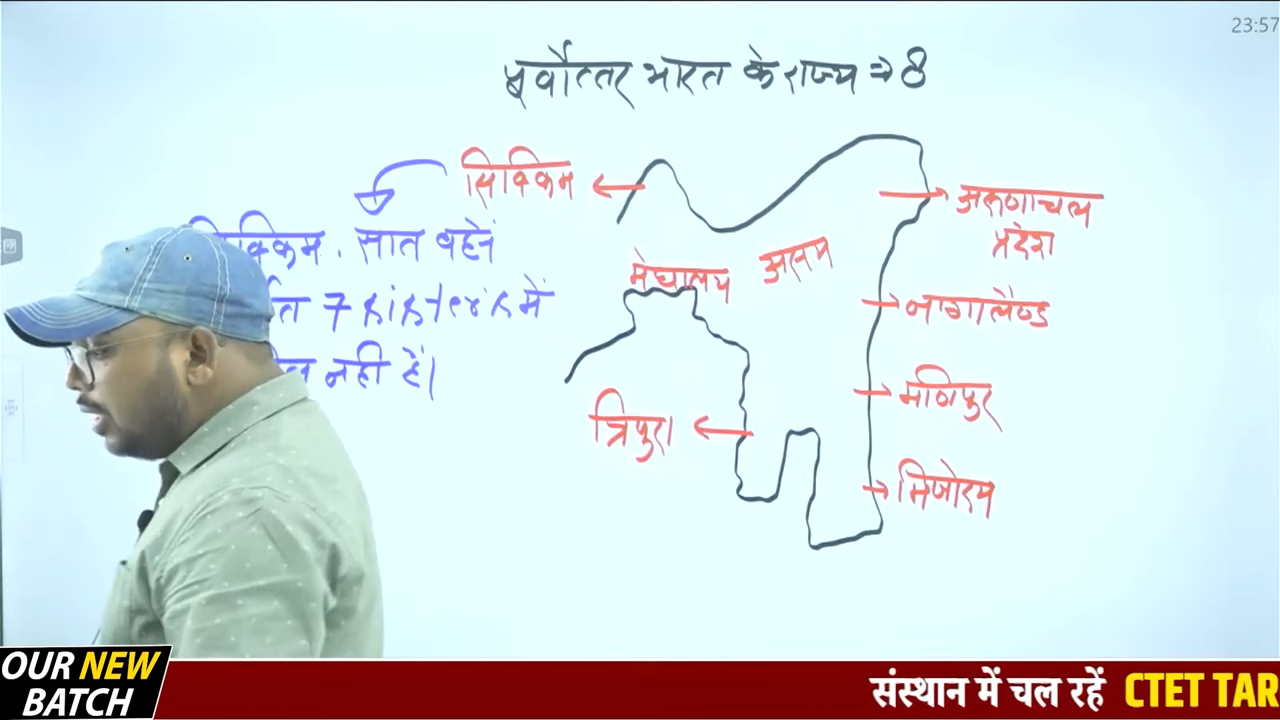 23:57
पूर्वोत्तर भारत के राज्य ⇒ 8
सिक्किम
अरूणाचल
प्रदेश
सात बहनें
असम
मेघालय
7 sisters में
नागालैण्ड
नही हैं।
मणिपुर
त्रिपुरा
मिजोरम
OUR NEW
BATCH
संस्थान में चल रहें CTET TAR